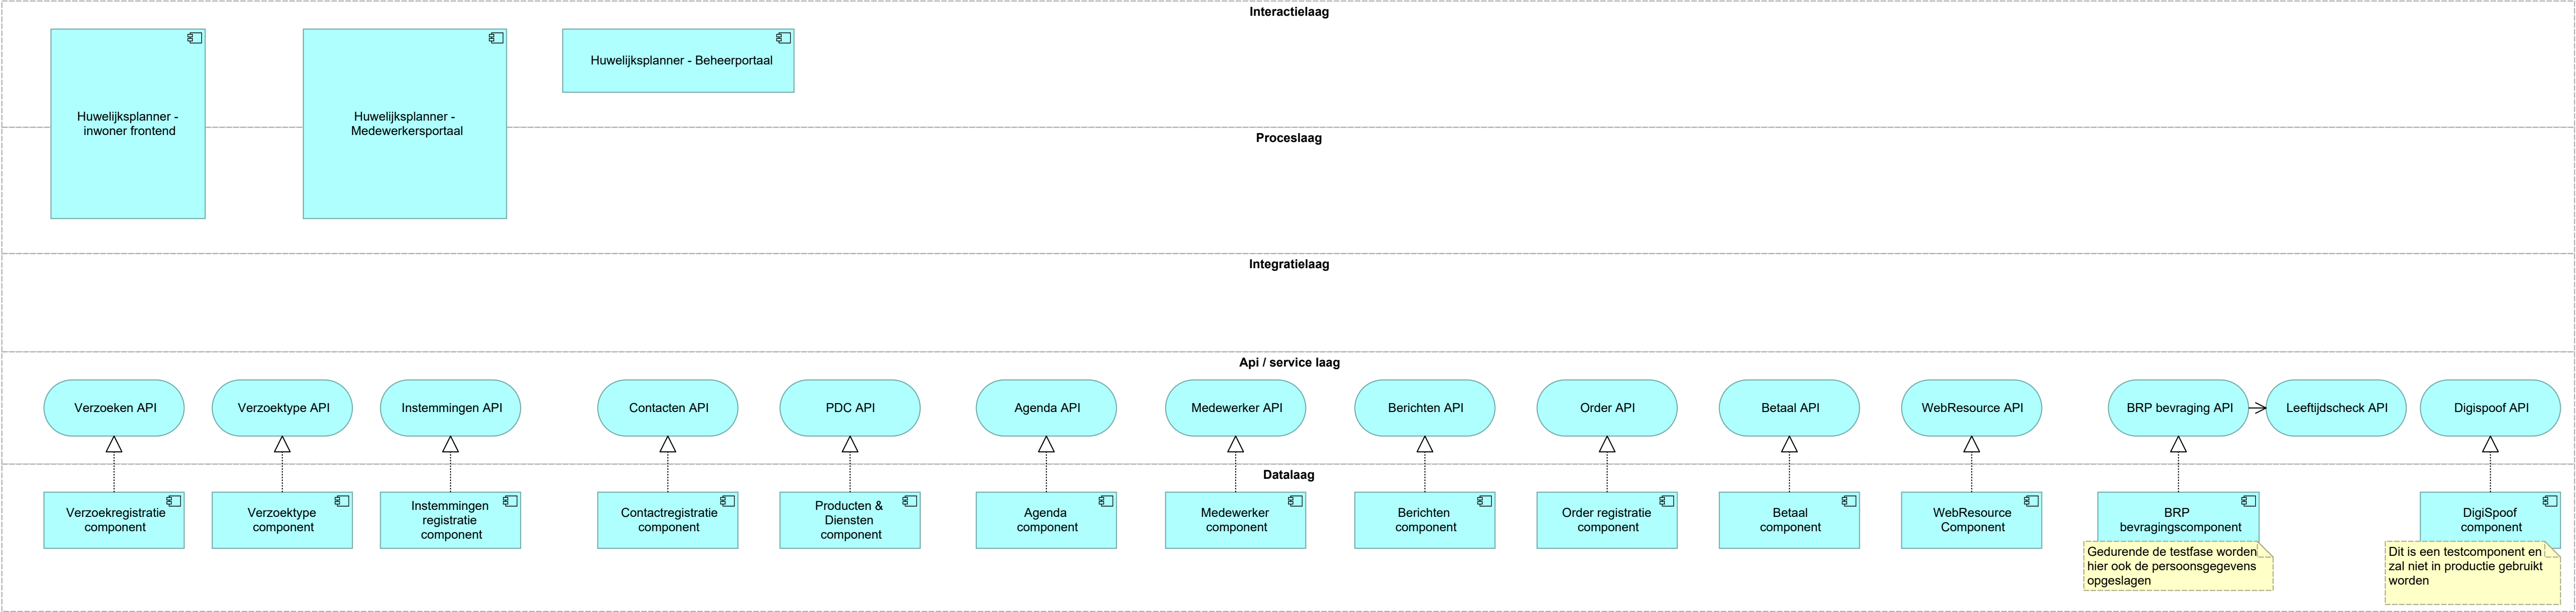 Interactielaag
Huwelijksplanner -
inwoner frontend
Huwelijksplanner -
Medewerkersportaal
Huwelijksplanner - Beheerportaal
Proceslaag
Integratielaag
Api / service laag
Verzoeken API
Verzoektype API
Instemmingen API
Contacten API
PDC API
Agenda API
Medewerker API
Berichten API
Order API
Betaal API
WebResource API
BRP bevraging API
Leeftijdscheck API
Digispoof API
Datalaag
Verzoekregistratie
component
Verzoektype
component
Instemmingen
registratie
component
Contactregistratie
component
Producten &
Diensten
component
Agenda
component
Medewerker
component
Berichten
component
Order registratie
component
Betaal
component
WebResource
Component
BRP
bevragingscomponent
DigiSpoof
component
Gedurende de testfase worden
hier ook de persoonsgegevens
opgeslagen
Dit is een testcomponent en
zal niet in productie gebruikt
worden